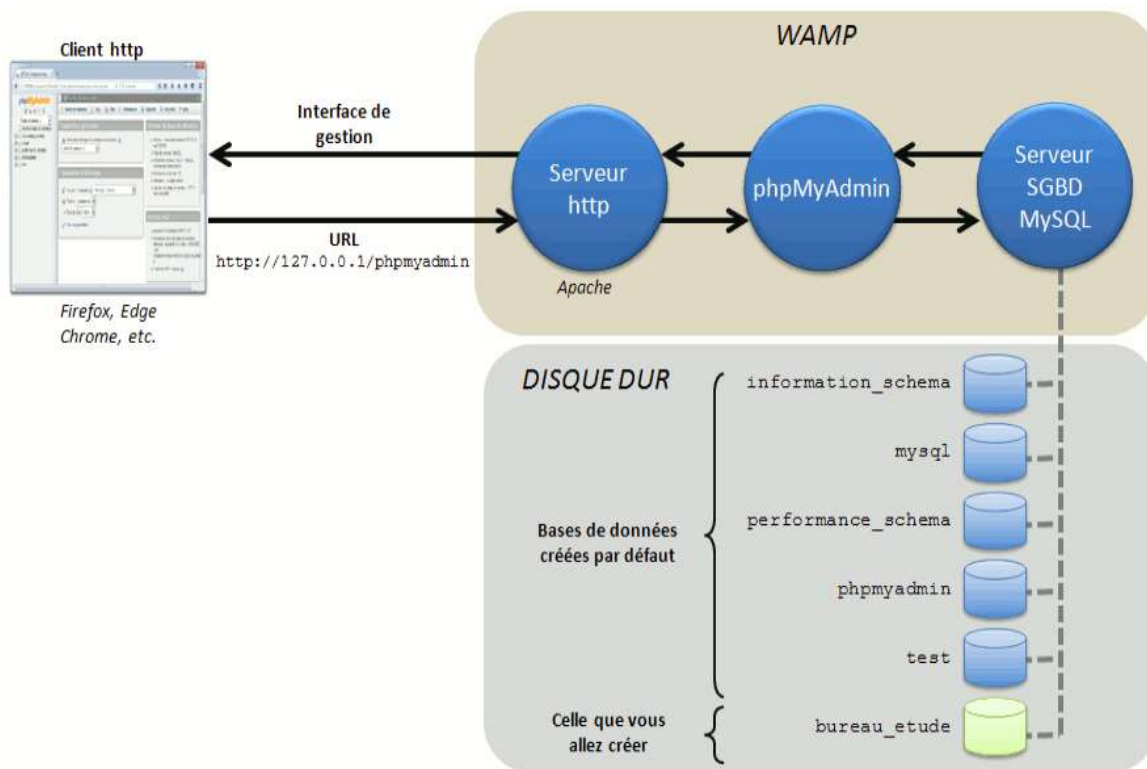 Client http
phpMyAdmin
Firefox, Edge
Chrome, etc.
Interface de
gestion
URL
http://127.0.0.1/phpmyadmin
WAMP
Serveur
http
Apache
phpMyAdmin
Serveur
SGBD
MySQL
DISQUE DUR
Bases de données
créées par défaut
information_schema
mysql
performance_schema
phpmyadmin
test
Celle que vous
allez créer
bureau_etude